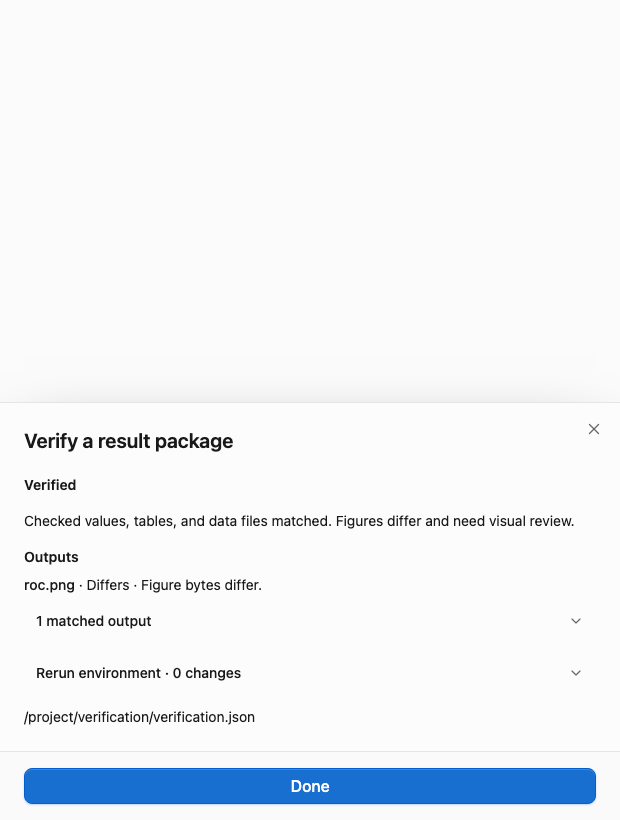 Verify a result package
Verified
Checked values, tables, and data files matched. Figures differ and need visual review.
Outputs
roc.png · Differs · Figure bytes differ.
1 matched output
Rerun environment · 0 changes
/project/verification/verification.json
Done